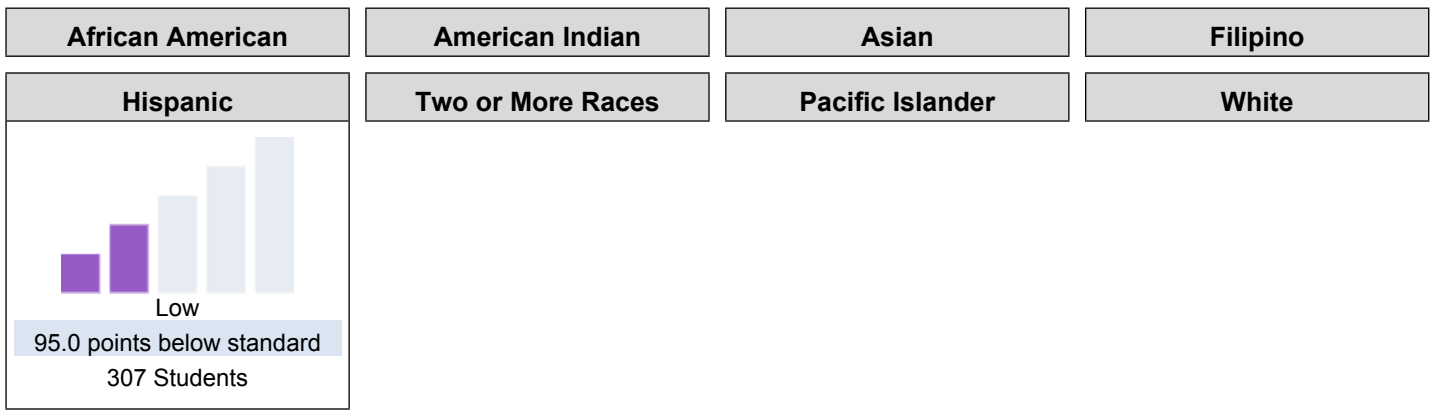 African American
American Indian
Asian
Filipino
Hispanic
Two or More Races
Pacific Islander
White
Low
95.0 points below standard
307 Students